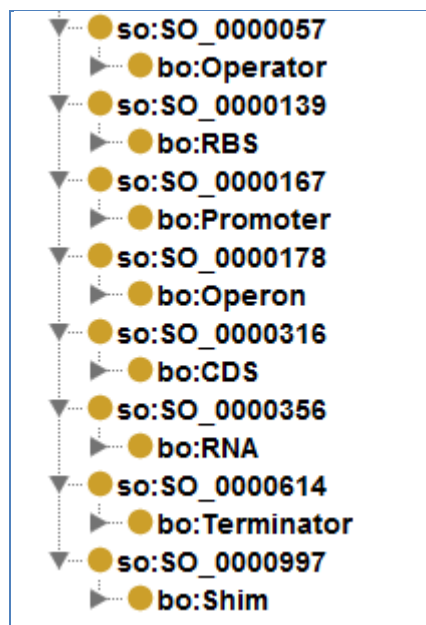 so:SO_0000057
bo:Operator
so:SO_0000139
bo:RBS
so:SO_0000167
bo:Promoter
so:SO_0000178
bo:Operon
so:SO_0000316
bo:CDS
so:SO_0000356
bo:RNA
so:SO_0000614
bo:Terminator
so:SO_0000997
bo:Shim